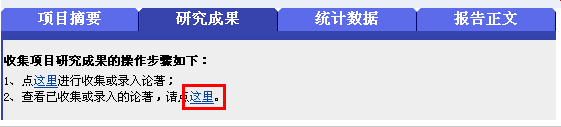 项目摘要 研究成果 统计数据 报告正文
收集项目研究成果的操作步骤如下：
1、点这里进行收集或录入论著；
2、查看已收集或录入的论著，请点这里。